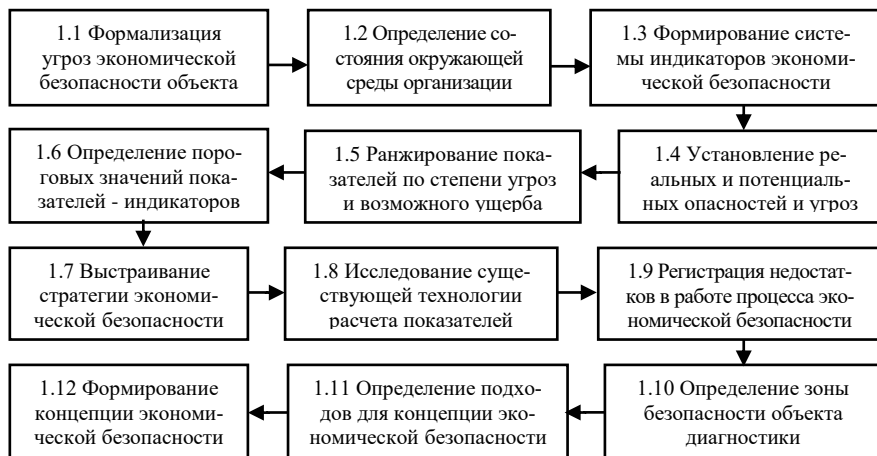 1.1 Формализация
угроз экономической
безопасности объекта
1.2 Определение со-
стояния окружающей
среды организации
1.3 Формирование систе-
мы индикаторов экономи-
ческой безопасности
1.4 Установление ре-
альных и потенциаль-
ных опасностей и угроз
1.5 Ранжирование пока-
зателей по степени угроз
и возможного ущерба
1.6 Определение поро-
говых значений пока-
зателей - индикаторов
1.7 Выстраивание
стратегии экономи-
ческой безопасности
1.8 Исследование суще-
ствующей технологии
расчета показателей
1.9 Регистрация недостат-
ков в работе процесса эко-
номической безопасности
1.10 Определение зоны
безопасности объекта
диагностики
1.11 Определение подхо-
дов для концепции эко-
номической безопасности
1.12 Формирование
концепции экономи-
ческой безопасности